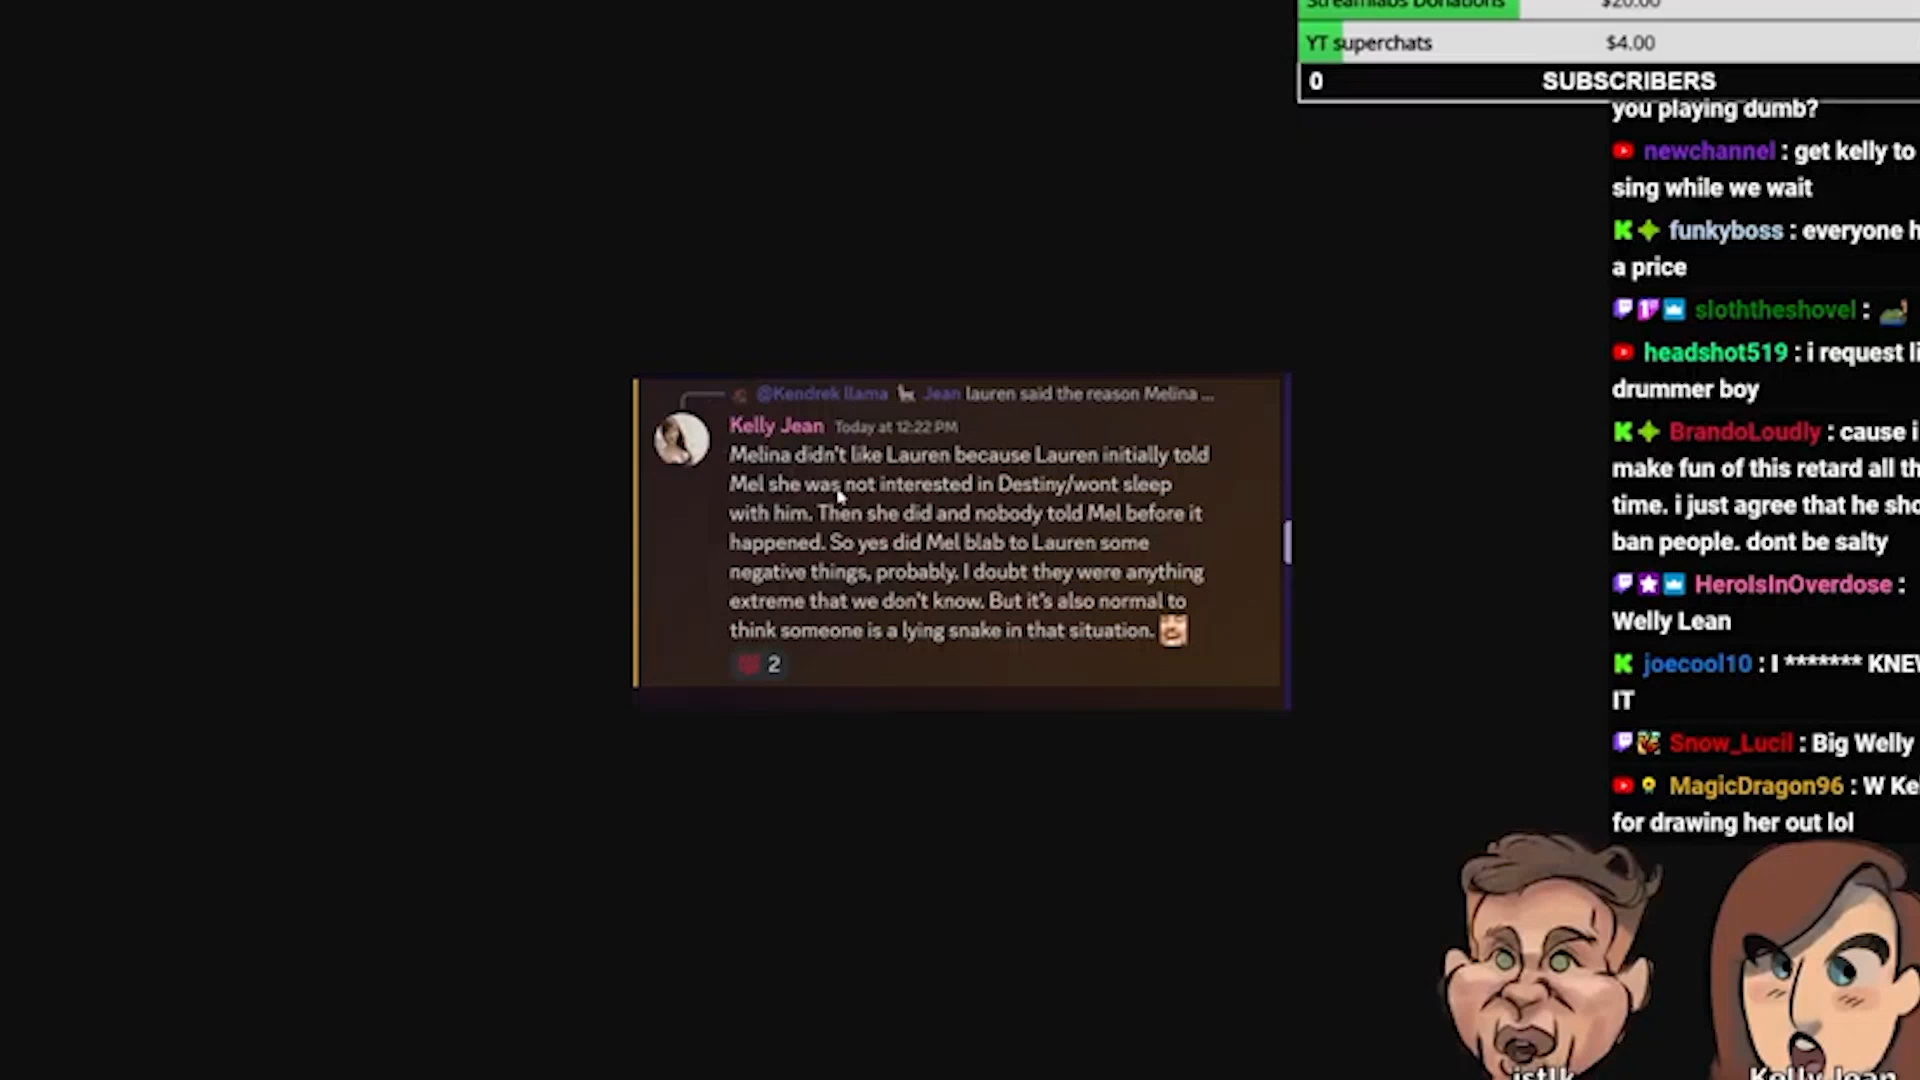 Streamlabs Donations $20.00
YT superchats $4.00
0 SUBSCRIBERS
you playing dumb?
newchannel : get kelly to
sing while we wait
funkyboss : everyone h
a price
sloththeshovel :
headshot519 : i request li
drummer boy
BrandoLoudly : cause i
make fun of this retard all th
time. i just agree that he sho
ban people. dont be salty
HeroIsInOverdose :
Welly Lean
joecool10 : I ******* KNEW
IT
Snow_Lucil : Big Welly
MagicDragon96 : W Kel
for drawing her out lol
@Kendrek llama Jean lauren said the reason Melina ...
Kelly Jean Today at 12:22 PM
Melina didn't like Lauren because Lauren initially told
Mel she was not interested in Destiny/wont sleep
with him. Then she did and nobody told Mel before it
happened. So yes did Mel blab to Lauren some
negative things, probably. I doubt they were anything
extreme that we don't know. But it's also normal to
think someone is a lying snake in that situation.
2
Kelly Jean